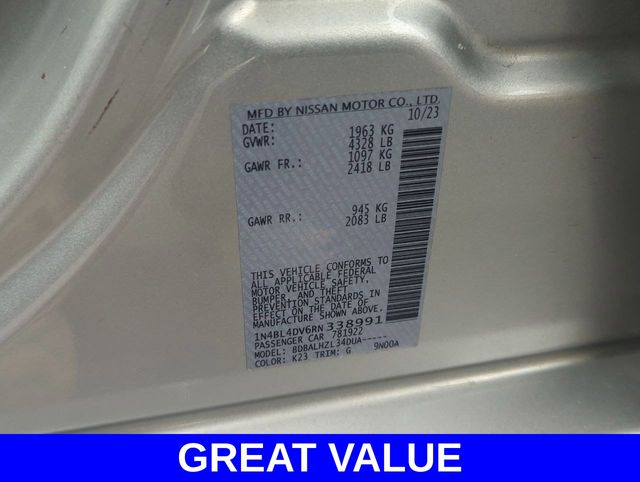 MFD BY NISSAN MOTOR CO., LTD.
DATE: 10/23
GVWR: 1963 KG
4328 LB
GAWR FR.: 1097 KG
2418 LB
GAWR RR.: 945 KG
2083 LB
THIS VEHICLE CONFORMS TO
ALL APPLICABLE FEDERAL
MOTOR VEHICLE SAFETY,
BUMPER, AND THEFT
PREVENTION STANDARDS IN
EFFECT ON THE DATE OF
MANUFACTURE SHOWN ABOVE.
1N4BL4DV6RN338991
PASSENGER CAR 781922
MODEL: BDBALHZL34DUA-----
COLOR: K23 TRIM: G 9N00A
GREAT VALUE